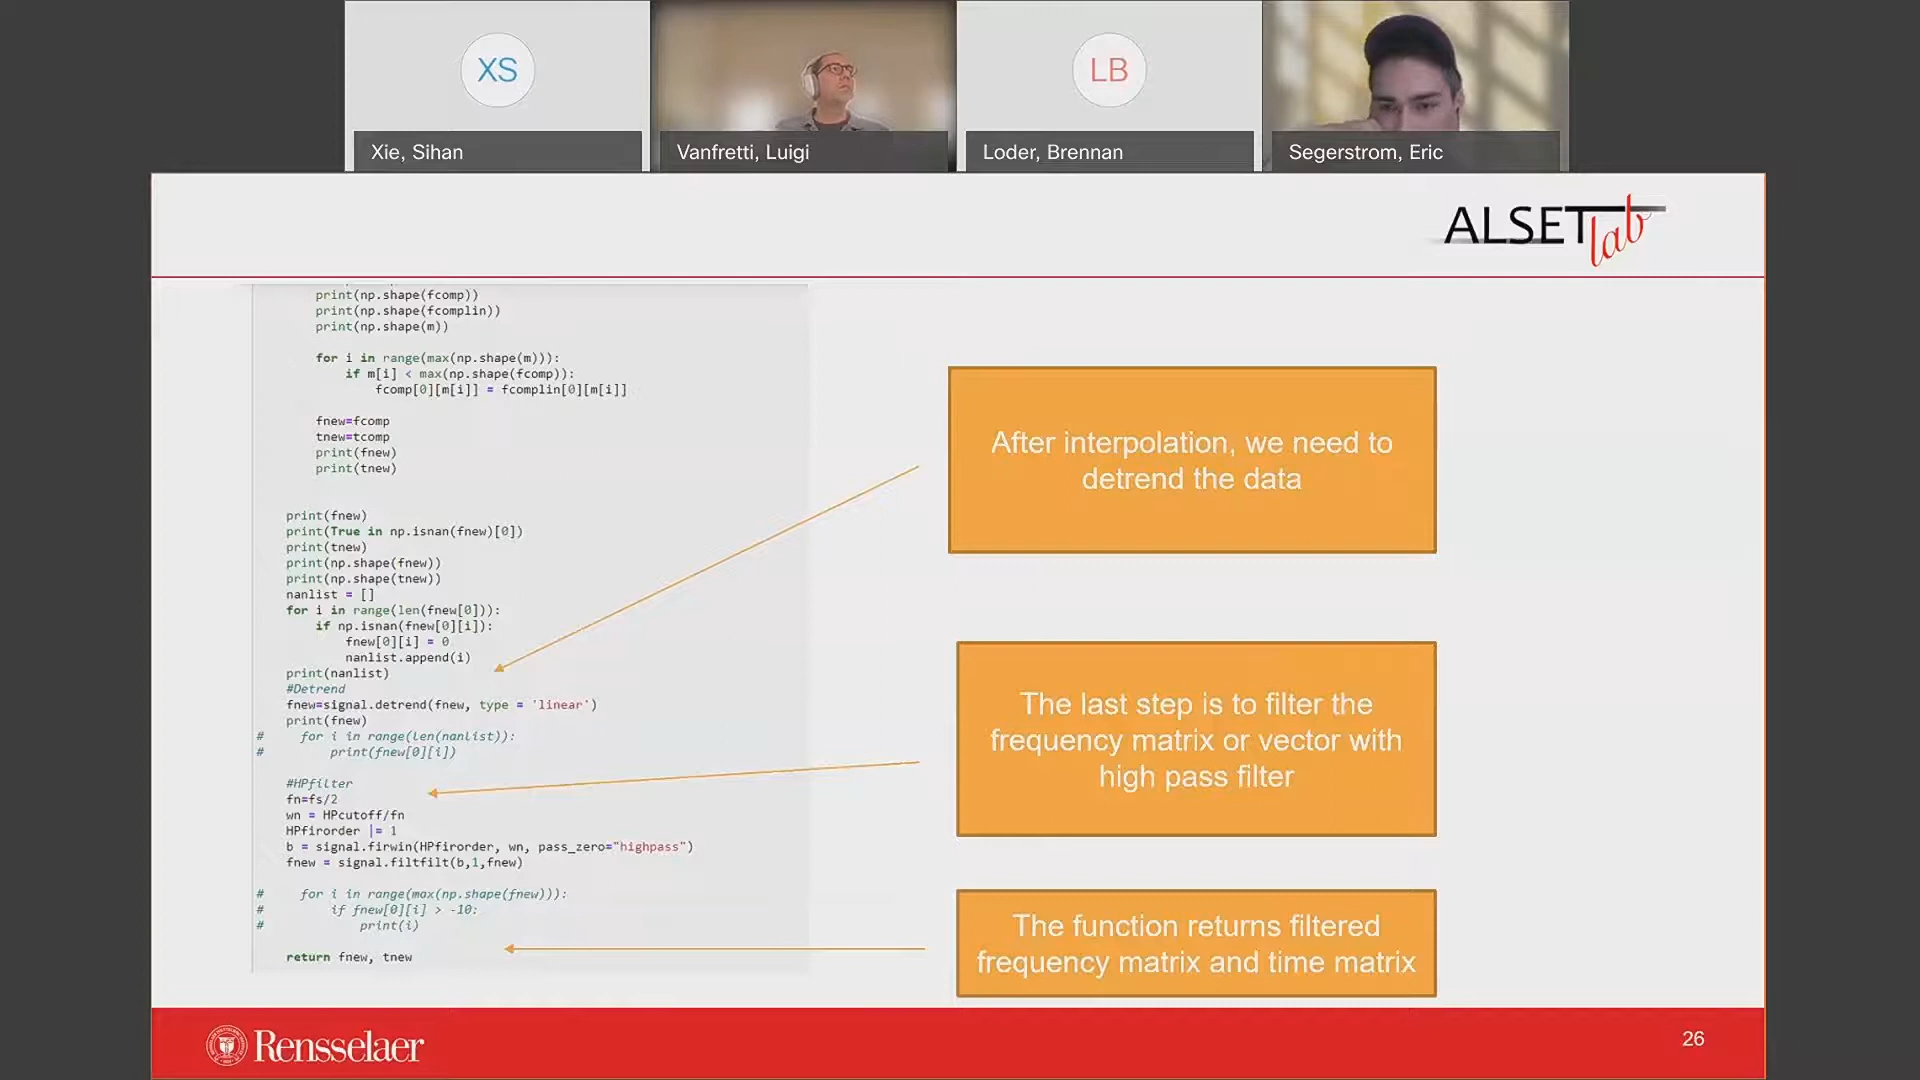 XS
LB
Xie, Sihan
Vanfretti, Luigi
Loder, Brennan
Segerstrom, Eric
ALSETlab
print(np.shape(fcomp))
print(np.shape(fcomplin))
print(np.shape(m))
for i in range(max(np.shape(m))):
if m[i] < max(np.shape(fcomp)):
fcomp[0][m[i]] = fcomplin[0][m[i]]
fnew=fcomp
tnew=tcomp
print(fnew)
print(tnew)
print(fnew)
print(True in np.isnan(fnew)[0])
print(tnew)
print(np.shape(fnew))
print(np.shape(tnew))
nanlist = []
for i in range(len(fnew[0])):
if np.isnan(fnew[0][i]):
fnew[0][i] = 0
nanlist.append(i)
print(nanlist)
#Detrend
fnew=signal.detrend(fnew, type = 'linear')
print(fnew)
# for i in range(len(nanlist)):
# print(fnew[0][i])
#HPfilter
fn=fs/2
wn = HPcutoff/fn
HPfirorder |= 1
b = signal.firwin(HPfirorder, wn, pass_zero="highpass")
fnew = signal.filtfilt(b,1,fnew)
# for i in range(max(np.shape(fnew))):
# if fnew[0][i] > -10:
# print(i)
return fnew, tnew
After interpolation, we need to
detrend the data
The last step is to filter the
frequency matrix or vector with
high pass filter
The function returns filtered
frequency matrix and time matrix
Rensselaer
26